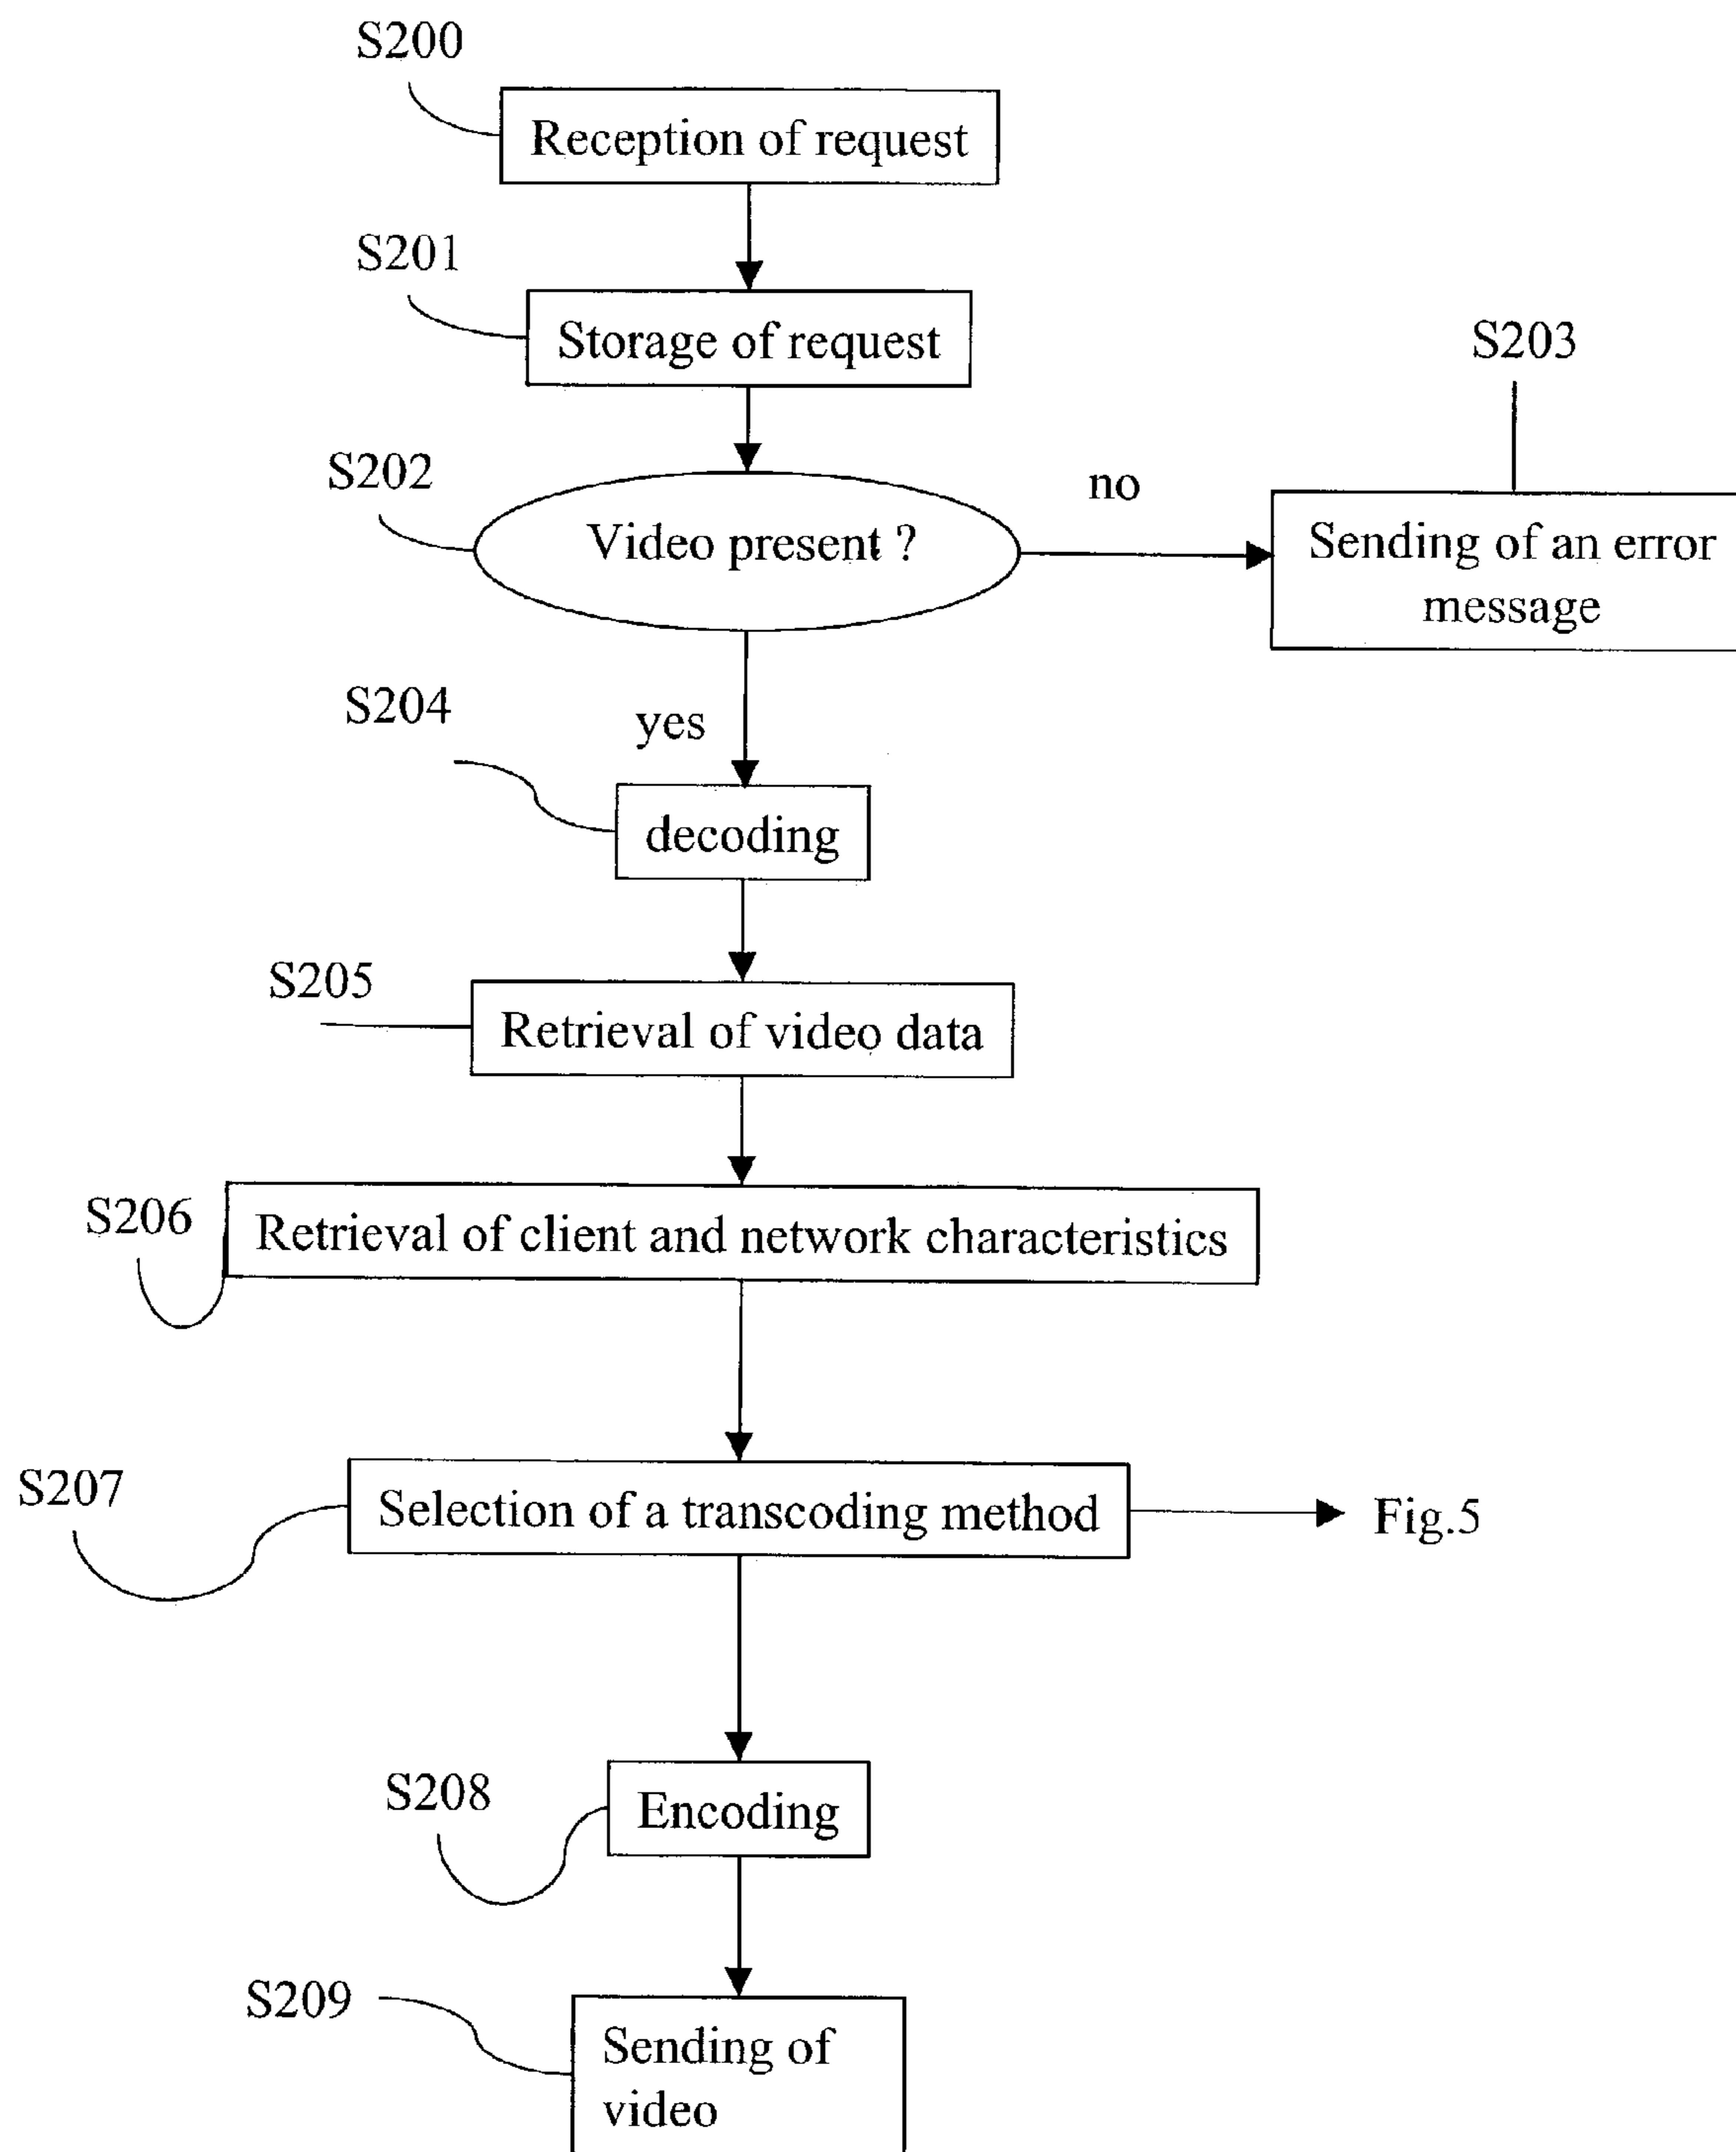 S200
Reception of request
S201
Storage of request
S203
S202
Video present ?
no
Sending of an error
message
S204
yes
decoding
S205
Retrieval of video data
S206
Retrieval of client and network characteristics
S207
Selection of a transcoding method
Fig.5
S208
Encoding
S209
Sending of
video